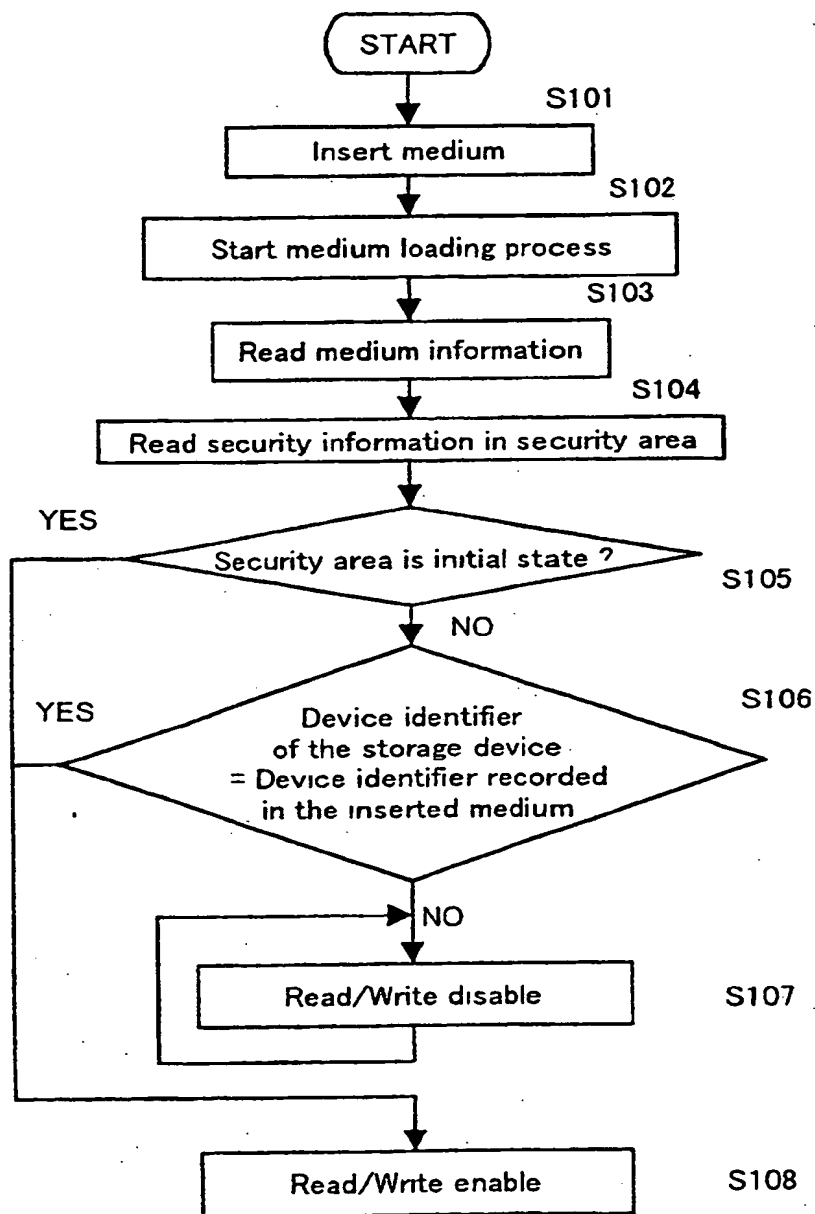 START
S101
Insert medium
S102
Start medium loading process
S103
Read medium information
S104
Read security information in security area
YES
Security area is initial state ?
S105
NO
YES
S106
Device identifier
of the storage device
= Device identifier recorded
in the inserted medium
NO
Read/Write disable
S107
Read/Write enable
S108